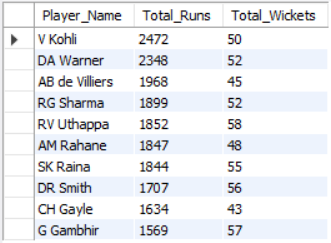 Player_Name Total_Runs Total_Wickets
V Kohli 2472 50
DA Warner 2348 52
AB de Villiers 1968 45
RG Sharma 1899 52
RV Uthappa 1852 58
AM Rahane 1847 48
SK Raina 1844 55
DR Smith 1707 56
CH Gayle 1634 43
G Gambhir 1569 57